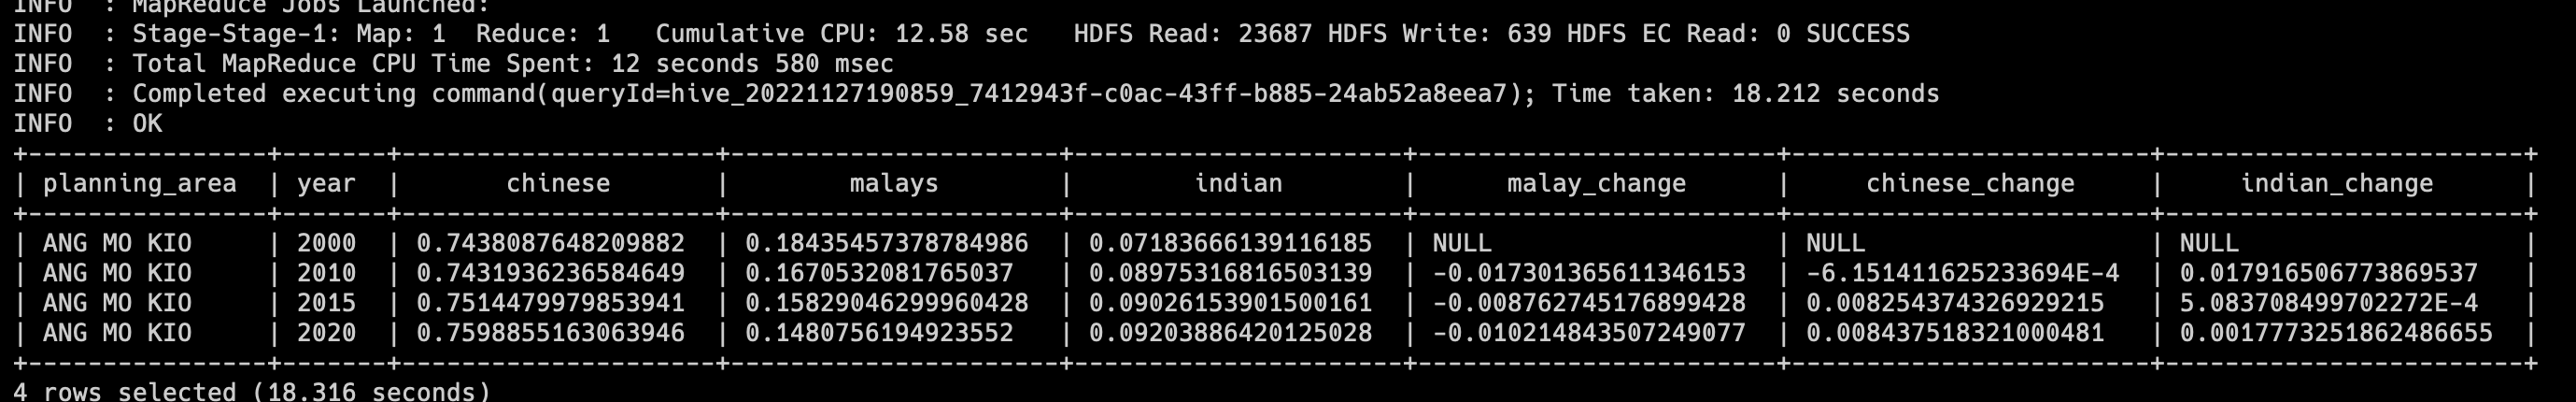 INFO  : MapReduce Jobs Launched:
INFO  : Stage-Stage-1: Map: 1  Reduce: 1   Cumulative CPU: 12.58 sec   HDFS Read: 23687 HDFS Write: 639 HDFS EC Read: 0 SUCCESS
INFO  : Total MapReduce CPU Time Spent: 12 seconds 580 msec
INFO  : Completed executing command(queryId=hive_20221127190859_7412943f-c0ac-43ff-b885-24ab52a8eea7); Time taken: 18.212 seconds
INFO  : OK
+----------------+-------+---------------------+----------------------+----------------------+------------------------+------------------------+------------------------+
| planning_area  | year  |       chinese       |        malays        |        indian        |      malay_change      |     chinese_change     |     indian_change      |
+----------------+-------+---------------------+----------------------+----------------------+------------------------+------------------------+------------------------+
| ANG MO KIO     | 2000  | 0.7438087648209882  | 0.18435457378784986  | 0.07183666139116185  | NULL                   | NULL                   | NULL                   |
| ANG MO KIO     | 2010  | 0.7431936236584649  | 0.1670532081765037   | 0.08975316816503139  | -0.017301365611346153  | -6.151411625233694E-4  | 0.017916506773869537   |
| ANG MO KIO     | 2015  | 0.7514479979853941  | 0.15829046299960428  | 0.09026153901500161  | -0.008762745176899428  | 0.008254374326929215   | 5.083708499702272E-4   |
| ANG MO KIO     | 2020  | 0.7598855163063946  | 0.1480756194923552   | 0.09203886420125028  | -0.010214843507249077  | 0.008437518321000481   | 0.0017773251862486655  |
+----------------+-------+---------------------+----------------------+----------------------+------------------------+------------------------+------------------------+
4 rows selected (18.316 seconds)